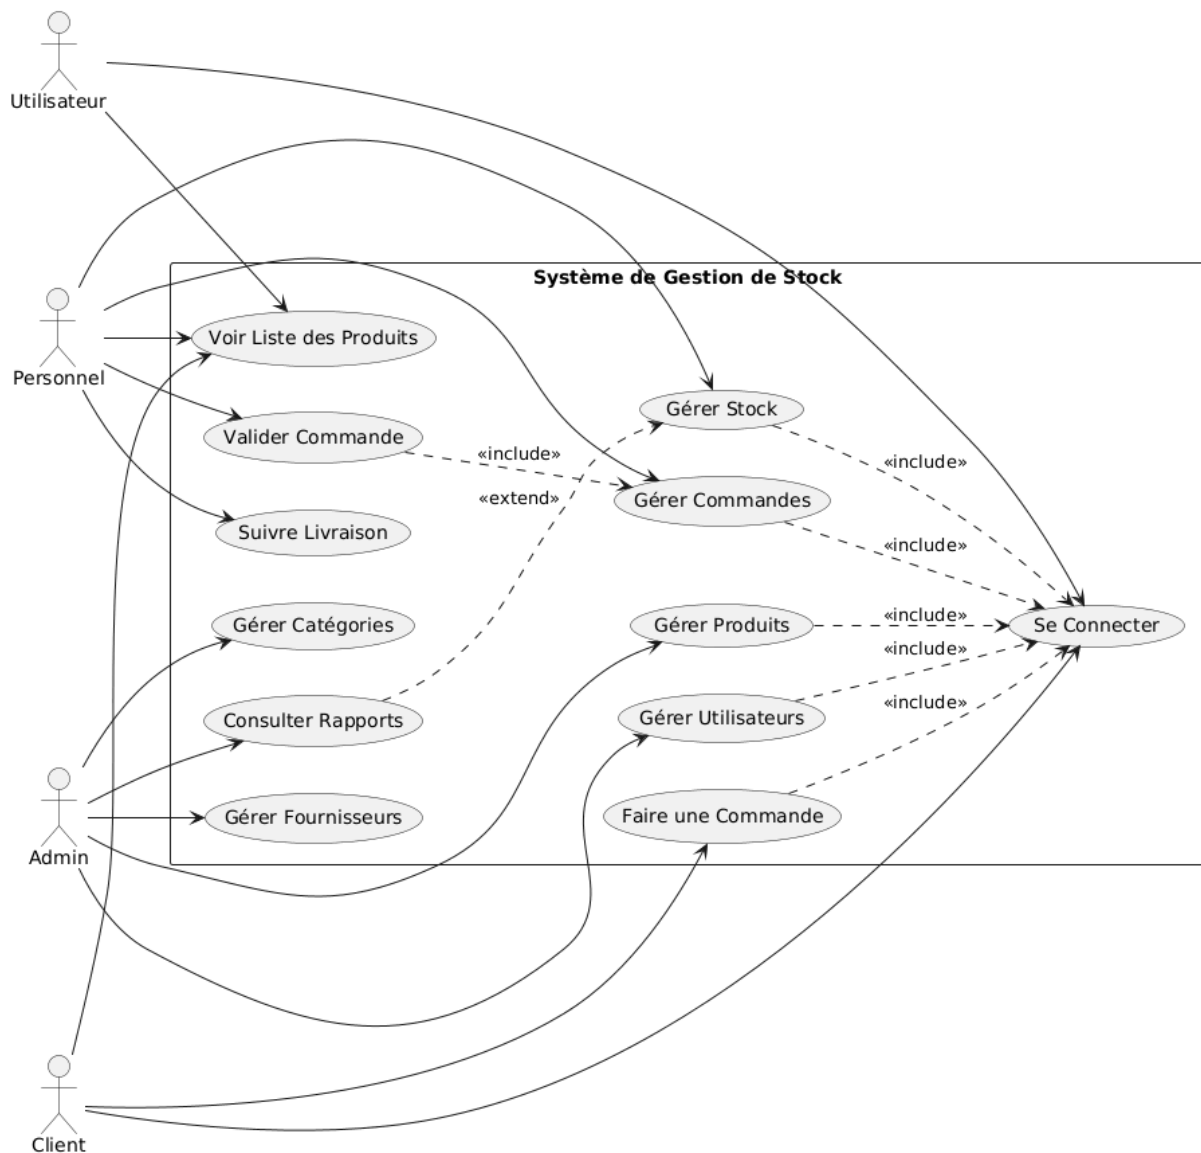 Utilisateur
Système de Gestion de Stock
Voir Liste des Produits
Personnel
Gérer Stock
Valider Commande
«include»
«include»
«extend»
Gérer Commandes
Suivre Livraison
«include»
Gérer Catégories
Gérer Produits
«include»
Se Connecter
«include»
Consulter Rapports
Gérer Utilisateurs
«include»
Gérer Fournisseurs
Faire une Commande
Admin
Client